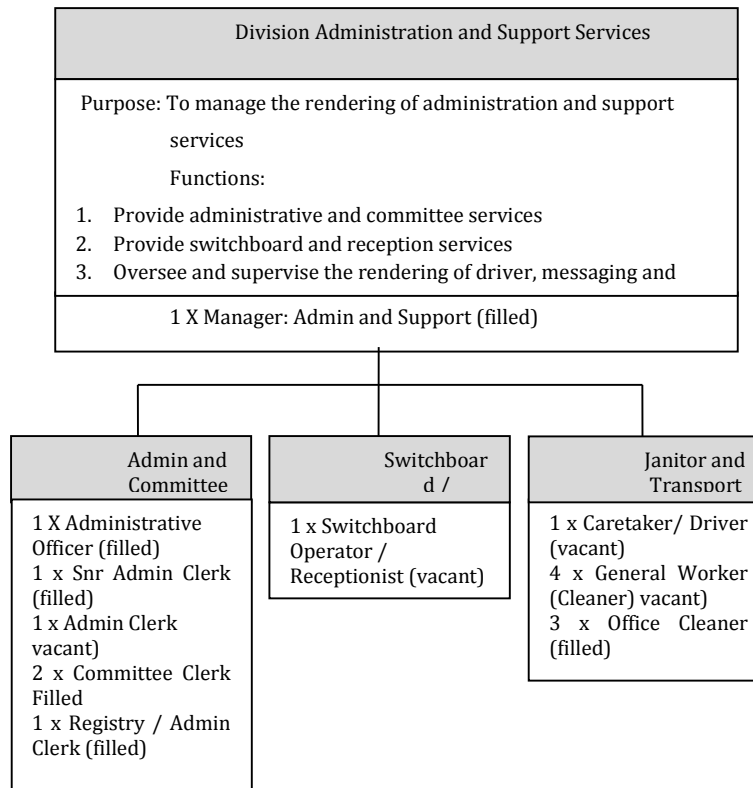 Division Administration and Support Services
Purpose: To manage the rendering of administration and support
services
Functions:
1. Provide administrative and committee services
2. Provide switchboard and reception services
3. Oversee and supervise the rendering of driver, messaging and
1 X Manager: Admin and Support (filled)
Admin and
Committee
1 X Administrative
Officer (filled)
1 x Snr Admin Clerk
(filled)
1 x Admin Clerk
vacant)
2 x Committee Clerk
Filled
1 x Registry / Admin
Clerk (filled)
Switchboar
d /
1 x Switchboard
Operator /
Receptionist (vacant)
Janitor and
Transport
1 x Caretaker/ Driver
(vacant)
4 x General Worker
(Cleaner) vacant)
3 x Office Cleaner
(filled)